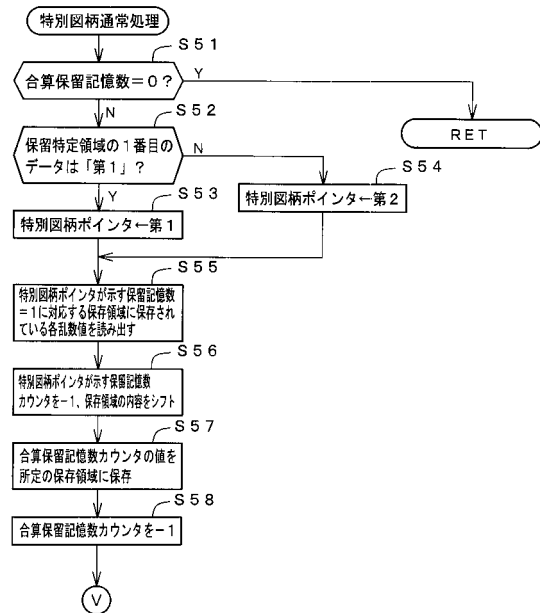 特別図柄通常処理
S51
合算保留記憶数=0?
Y
N
S52
RET
保留特定領域の1番目の
データは「第1」?
N
S54
Y
S53
特別図柄ポインタ←第2
特別図柄ポインタ←第1
S55
特別図柄ポインタが示す保留記憶数
=1に対応する保存領域に保存され
ている各乱数値を読み出す
S56
特別図柄ポインタが示す保留記憶数
カウンタを-1、保存領域の内容をシフト
S57
合算保留記憶数カウンタの値を
所定の保存領域に保存
S58
合算保留記憶数カウンタを-1
V